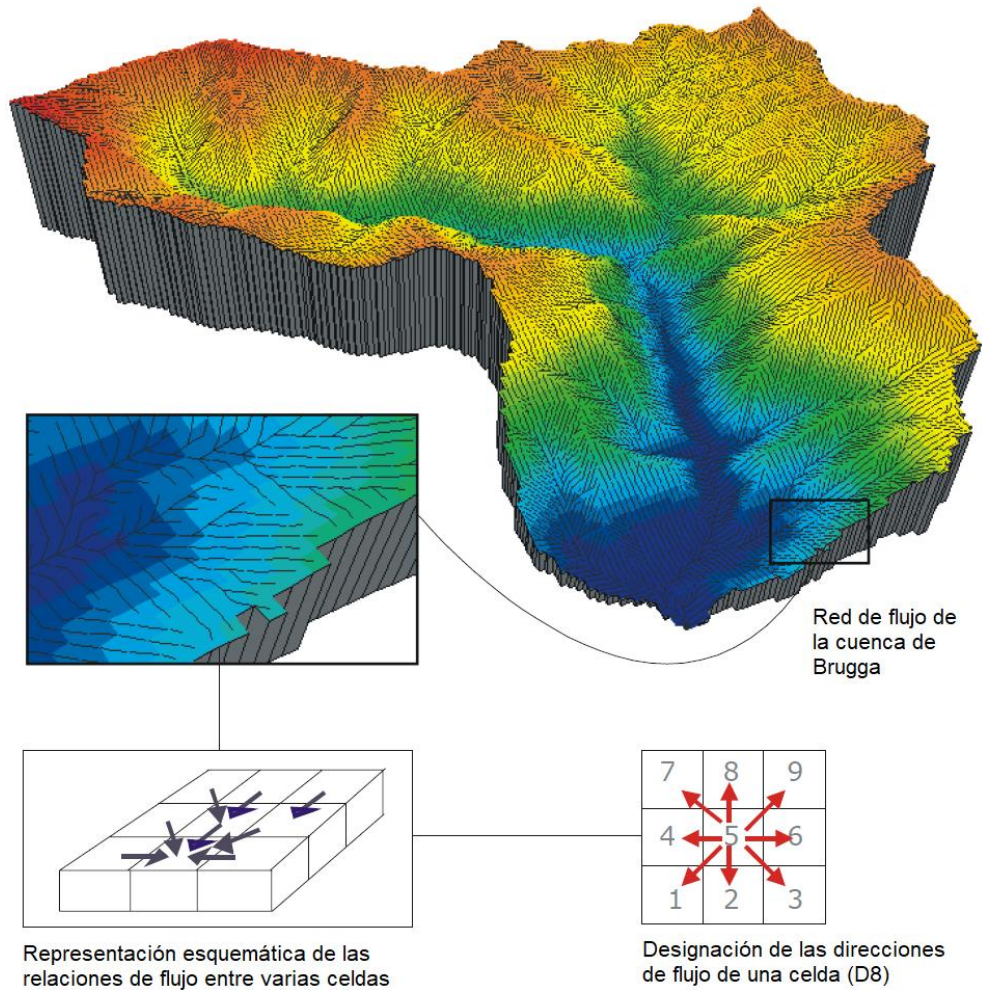 Red de flujo de
la cuenca de
Brugga
7 8 9
4 5 6
1 2 3
Representación esquemática de las
relaciones de flujo entre varias celdas
Designación de las direcciones
de flujo de una celda (D8)